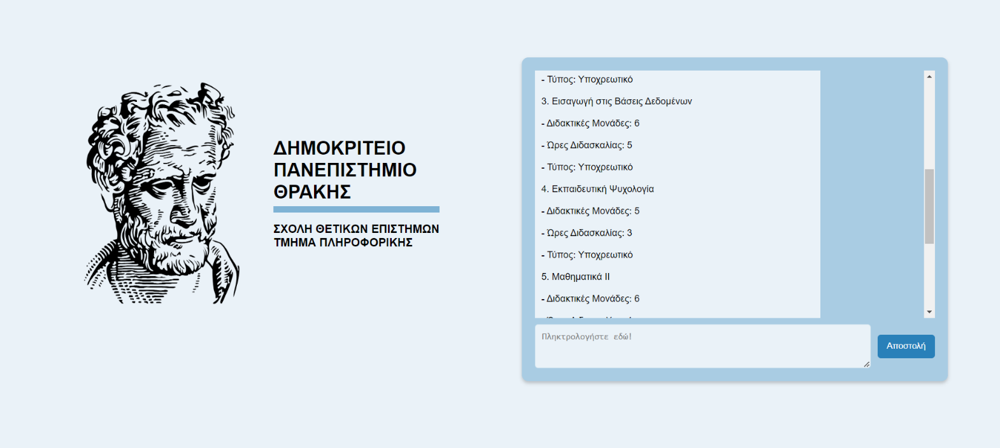 ΔΗΜΟΚΡΙΤΕΙΟ
ΠΑΝΕΠΙΣΤΗΜΙΟ
ΘΡΑΚΗΣ
ΣΧΟΛΗ ΘΕΤΙΚΩΝ ΕΠΙΣΤΗΜΩΝ
ΤΜΗΜΑ ΠΛΗΡΟΦΟΡΙΚΗΣ
- Τύπος: Υποχρεωτικό
3. Εισαγωγή στις Βάσεις Δεδομένων
- Διδακτικές Μονάδες: 6
- Ώρες Διδασκαλίας: 5
- Τύπος: Υποχρεωτικό
4. Εκπαιδευτική Ψυχολογία
- Διδακτικές Μονάδες: 5
- Ώρες Διδασκαλίας: 3
- Τύπος: Υποχρεωτικό
5. Μαθηματικά ΙΙ
- Διδακτικές Μονάδες: 6
Πληκτρολογήστε εδώ!
Αποστολή